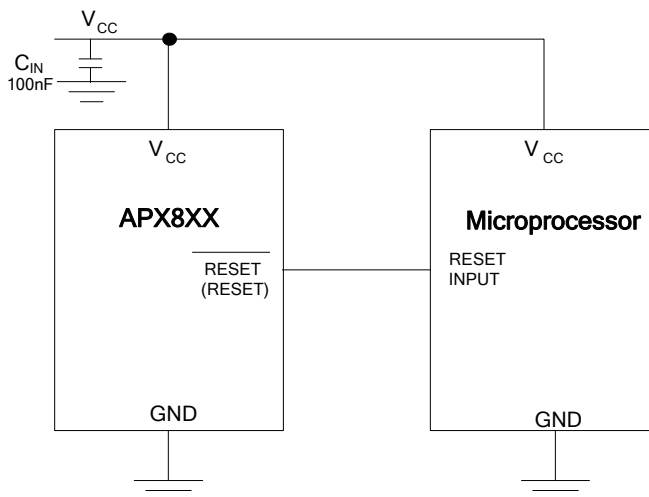 VCC
CIN
100nF
VCC
VCC
APX8XX
Microprocessor
RESET
(RESET)
RESET
INPUT
GND
GND